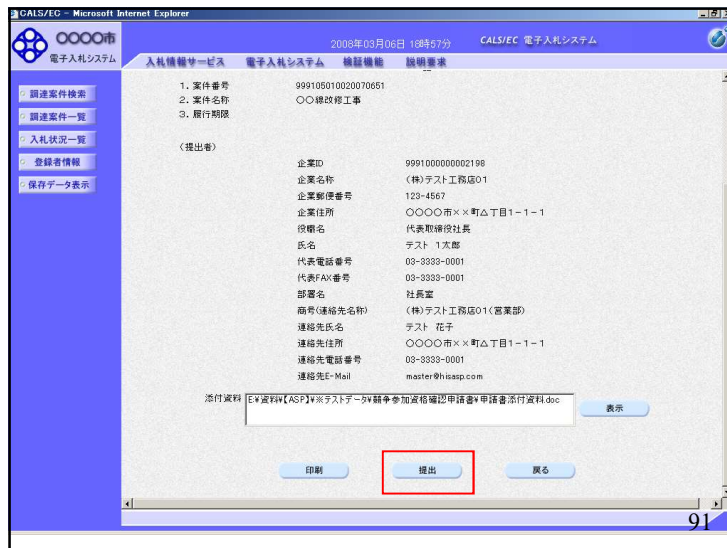 CALS/EC - Microsoft Internet Explorer
〇〇〇〇市
電子入札システム
2008年03月06日 18時57分
CALS/EC 電子入札システム
入札情報サービス 電子入札システム 検証機能 説明要求
調達案件検索
調達案件一覧
入札状況一覧
登録者情報
保存データ表示
1. 案件番号 999105010020070651
2. 案件名称 〇〇線改修工事
3. 履行期限
(提出者)
企業ID 9991000000002198
企業名称 (株)テスト工務店01
企業郵便番号 123-4567
企業住所 〇〇〇〇市××町△丁目1-1-1
役職名 代表取締役社長
氏名 テスト 1太郎
代表電話番号 03-3333-0001
代表FAX番号 03-3333-0001
部署名 社長室
商号(連絡先名称) (株)テスト工務店01(営業部)
連絡先氏名 テスト 花子
連絡先住所 〇〇〇〇市××町△丁目1-1-1
連絡先電話番号 03-3333-0001
連絡先E-Mail master@hisasp.com
添付資料 E:¥資料¥【ASP】¥※テストデータ¥競争参加資格確認申請書¥申請書添付資料.doc
表示
印刷 提出 戻る
91